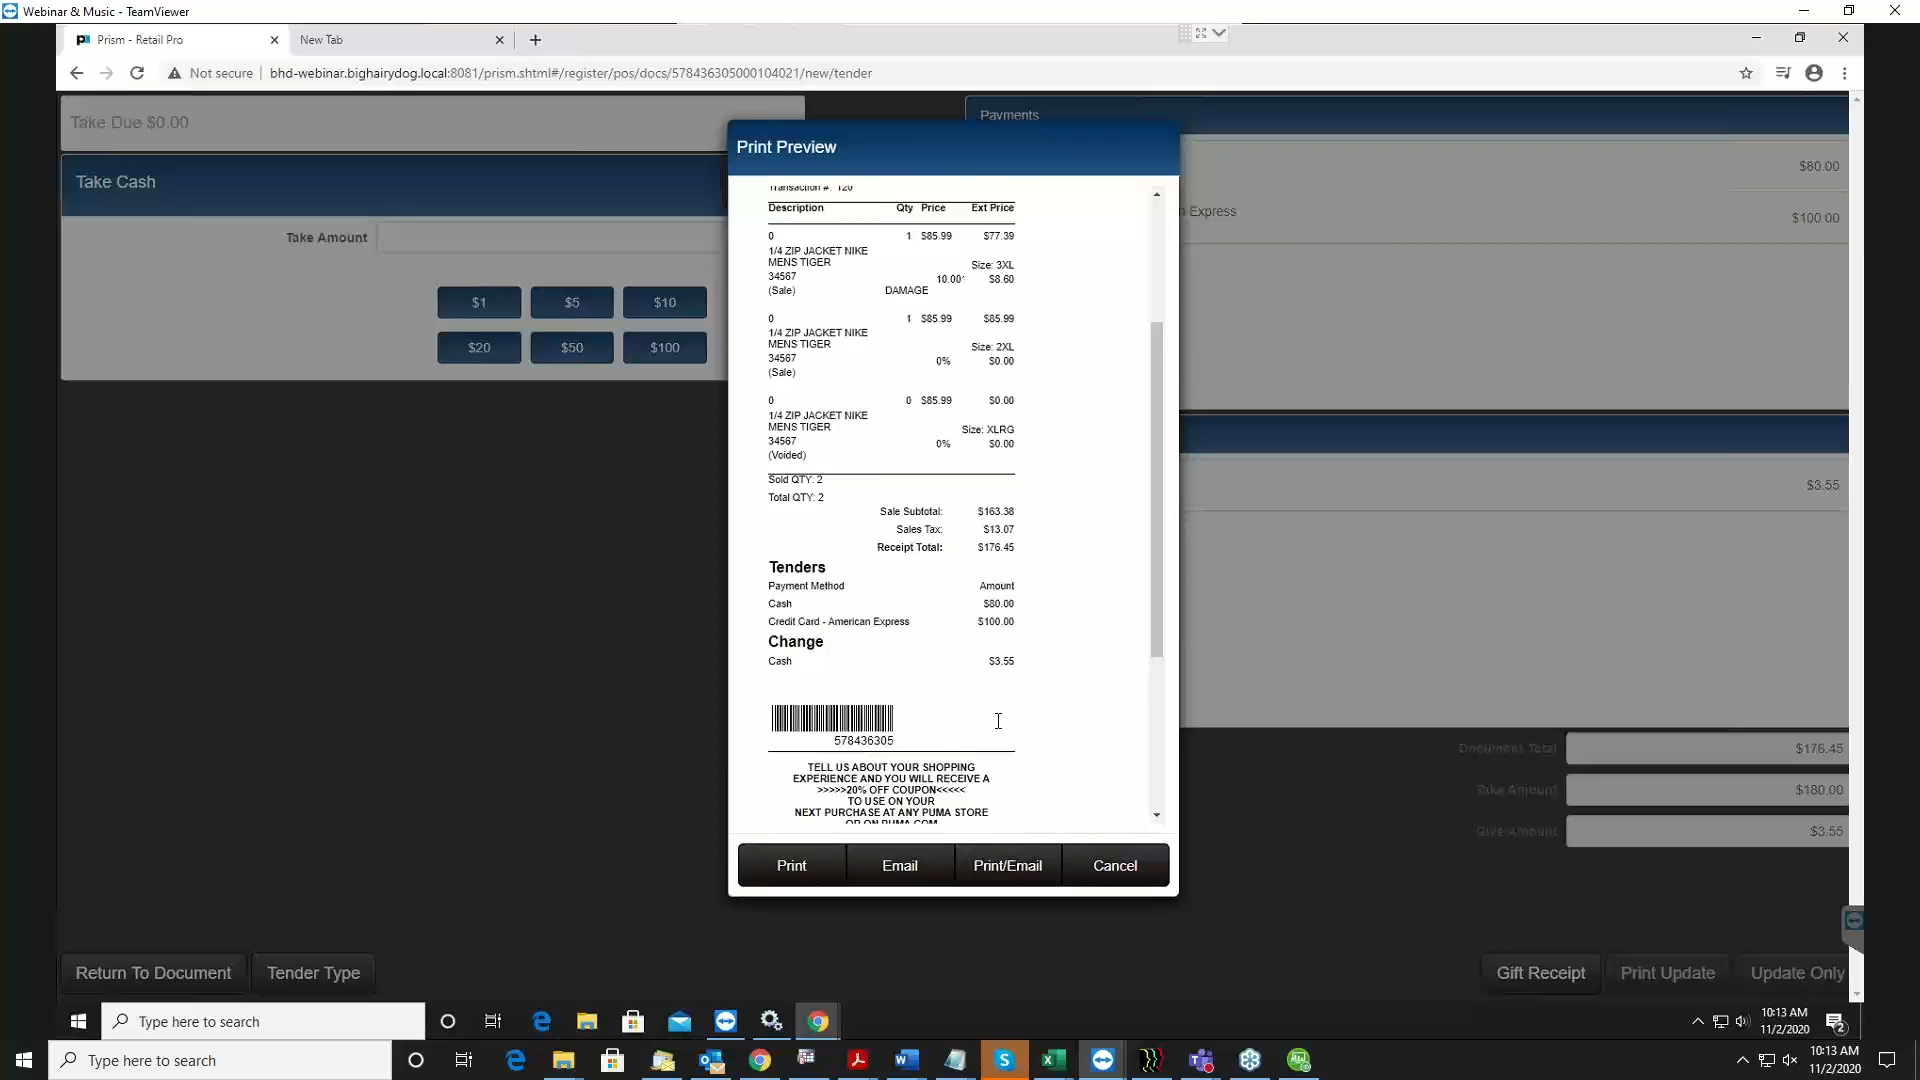 Webinar & Music - TeamViewer
Prism - Retail Pro
New Tab
Not secure
bhd-webinar.bighairydog.local:8081/prism.shtml#/register/pos/docs/578436305000104021/new/tender
Take Due $0.00
Payments
Take Cash
$80.00
n Express
$100.00
Take Amount
$1
$5
$10
$20
$50
$100
$3.55
Print Preview
Transaction #: 120
Description Qty Price Ext Price
0 1 $85.99 $77.39
1/4 ZIP JACKET NIKE
MENS TIGER
Size: 3XL
34567 10.00 $8.60
(Sale) DAMAGE
0 1 $85.99 $85.99
1/4 ZIP JACKET NIKE
MENS TIGER
Size: 2XL
34567 0% $0.00
(Sale)
0 0 $85.99 $0.00
1/4 ZIP JACKET NIKE
MENS TIGER
Size: XLRG
34567 0% $0.00
(Voided)
Sold QTY: 2
Total QTY: 2
Sale Subtotal: $163.38
Sales Tax: $13.07
Receipt Total: $176.45
Tenders
Payment Method Amount
Cash $80.00
Credit Card - American Express $100.00
Change
Cash $3.55
578436305
TELL US ABOUT YOUR SHOPPING
EXPERIENCE AND YOU WILL RECEIVE A
>>>>>20% OFF COUPON<<<<<
TO USE ON YOUR
NEXT PURCHASE AT ANY PUMA STORE
OR ON PUMA.COM
Print
Email
Print/Email
Cancel
Document Total $176.45
Take Amount $180.00
Give Amount $3.55
Return To Document
Tender Type
Gift Receipt
Print Update
Update Only
Type here to search
10:13 AM
11/2/2020
2
Type here to search
10:13 AM
11/2/2020